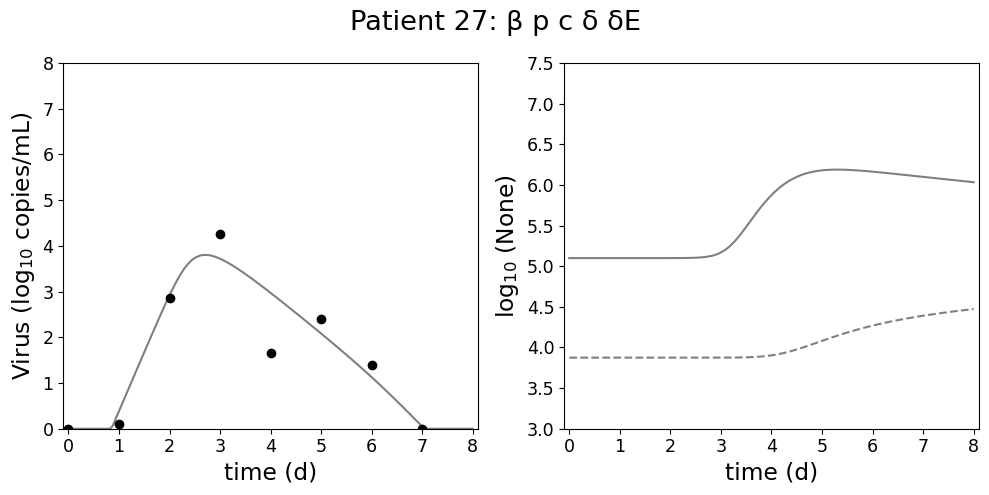 Patient 27: β p c δ δE
8
7
6
5
4
3
2
1
0
Virus (log10 copies/mL)
0 1 2 3 4 5 6 7 8
time (d)
7.5
7.0
6.5
6.0
5.5
5.0
4.5
4.0
3.5
3.0
log10 (None)
0 1 2 3 4 5 6 7 8
time (d)